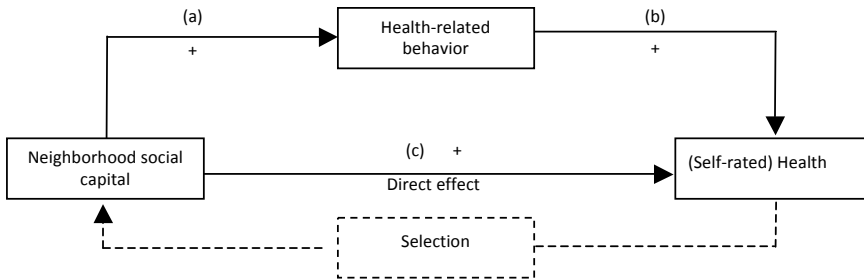 (a)
Health-related
behavior
(b)
+
+
Neighborhood social
capital
(c) +
Direct effect
(Self-rated) Health
Selection